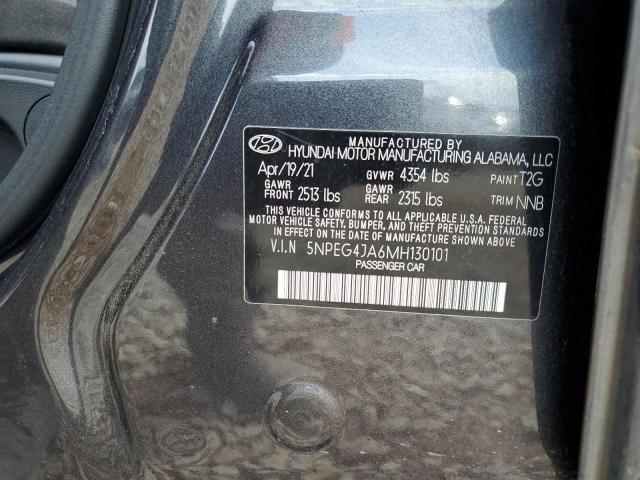 MANUFACTURED BY
HYUNDAI MOTOR MANUFACTURING ALABAMA, LLC
Apr/19/21 GVWR 4354 lbs PAINT T2G
GAWR FRONT 2513 lbs GAWR REAR 2315 lbs TRIM NNB
THIS VEHICLE CONFORMS TO ALL APPLICABLE U.S.A. FEDERAL
MOTOR VEHICLE SAFETY, BUMPER, AND THEFT PREVENTION STANDARDS
IN EFFECT ON THE DATE OF MANUFACTURE SHOWN ABOVE.
V.I.N 5NPEG4JA6MH130101
PASSENGER CAR